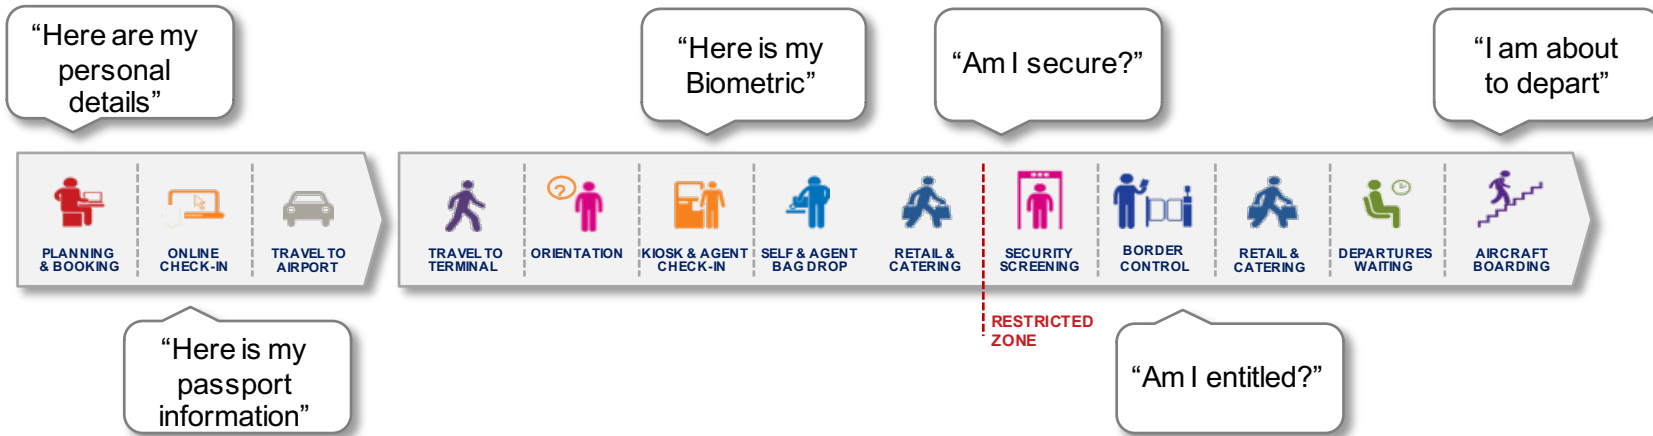 “Here are my
personal
details”
“Here is my
Biometric”
“Am I secure?”
“I am about
to depart”
?
PLANNING
& BOOKING
ONLINE
CHECK-IN
TRAVEL TO
AIRPORT
TRAVEL TO
TERMINAL
ORIENTATION
KIOSK & AGENT
CHECK-IN
SELF & AGENT
BAG DROP
RETAIL &
CATERING
SECURITY
SCREENING
BORDER
CONTROL
RETAIL &
CATERING
DEPARTURES
WAITING
AIRCRAFT
BOARDING
RESTRICTED
ZONE
“Here is my
passport
information”
“Am I entitled?”